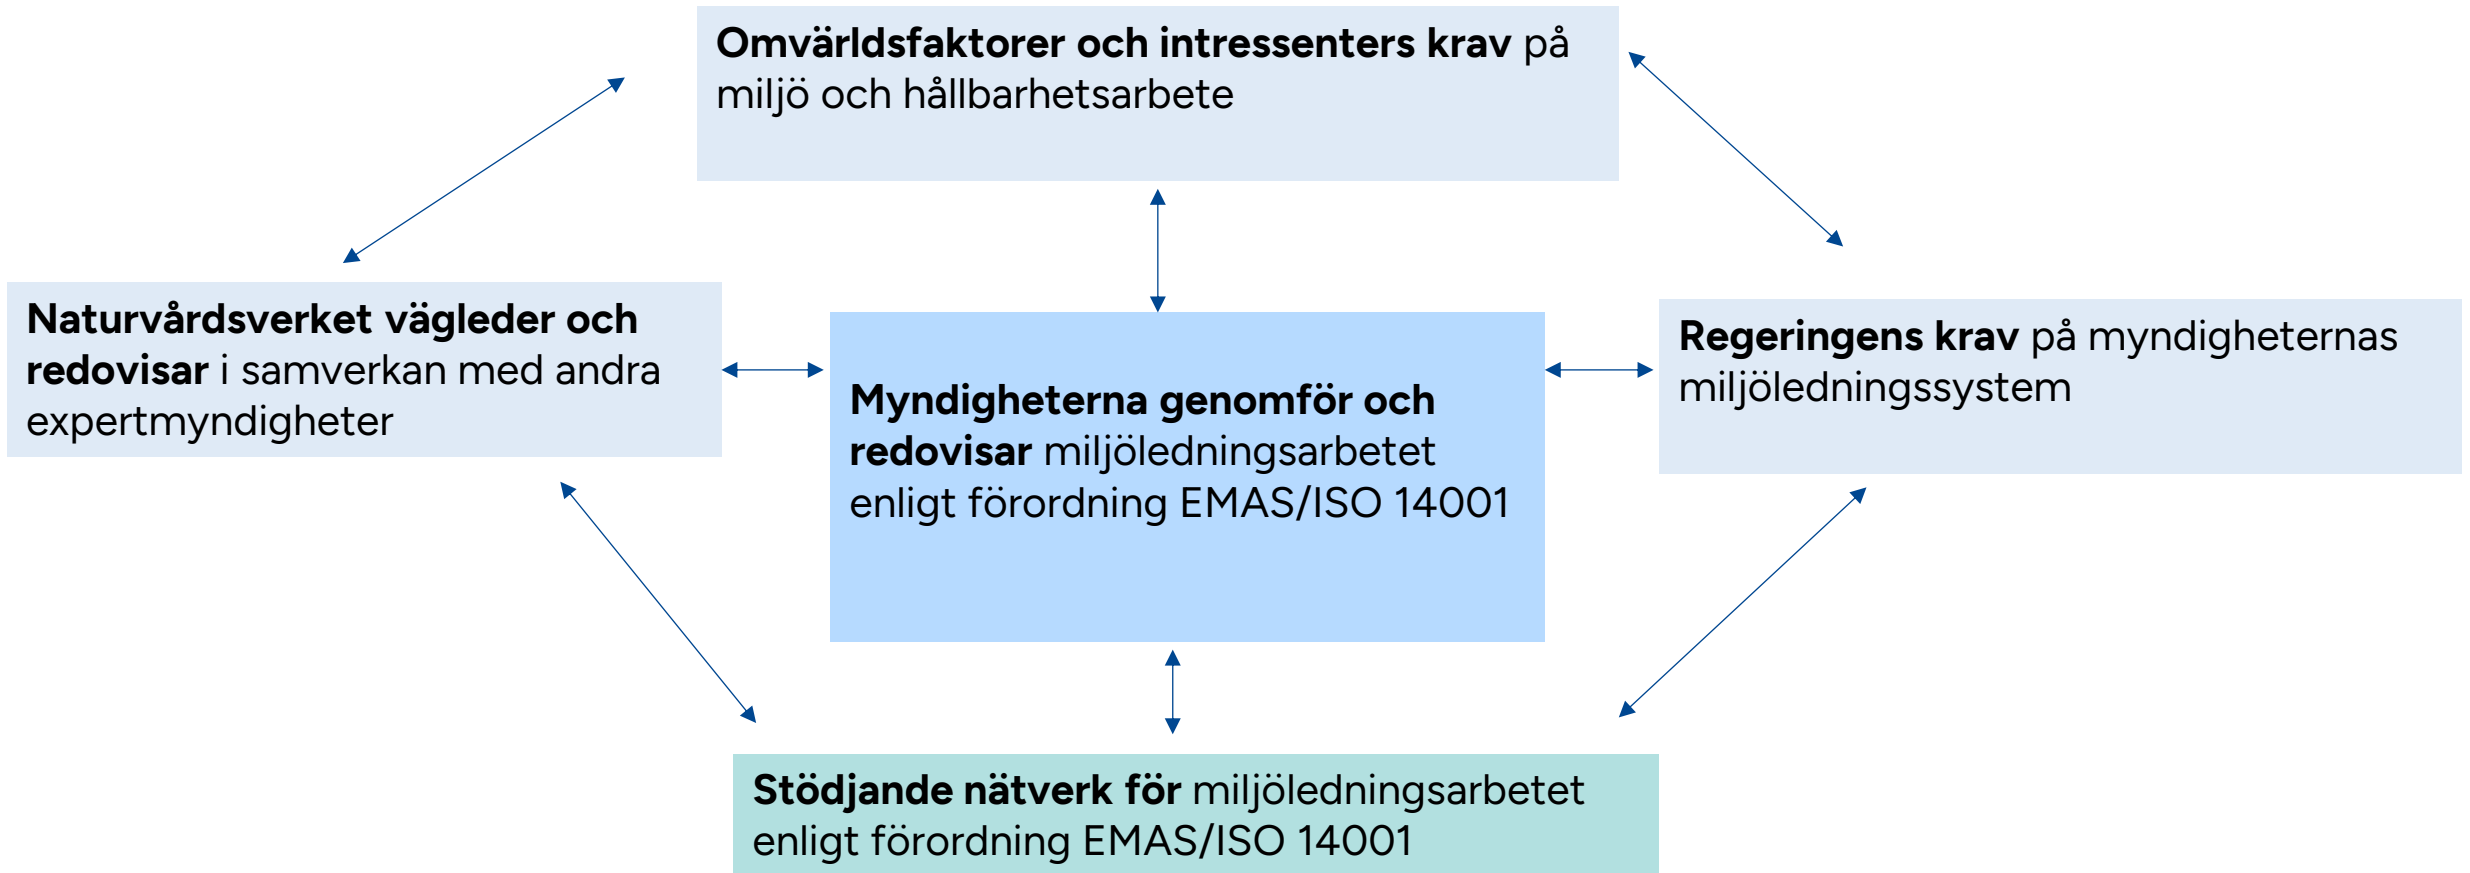 Omvärldsfaktorer och intressenters krav på
miljö och hållbarhetsarbete
Naturvårdsverket vägleder och
redovisar i samverkan med andra
expertmyndigheter
Myndigheterna genomför och
redovisar miljöledningsarbetet
enligt förordning EMAS/ISO 14001
Regeringens krav på myndigheternas
miljöledningssystem
Stödjande nätverk för miljöledningsarbetet
enligt förordning EMAS/ISO 14001